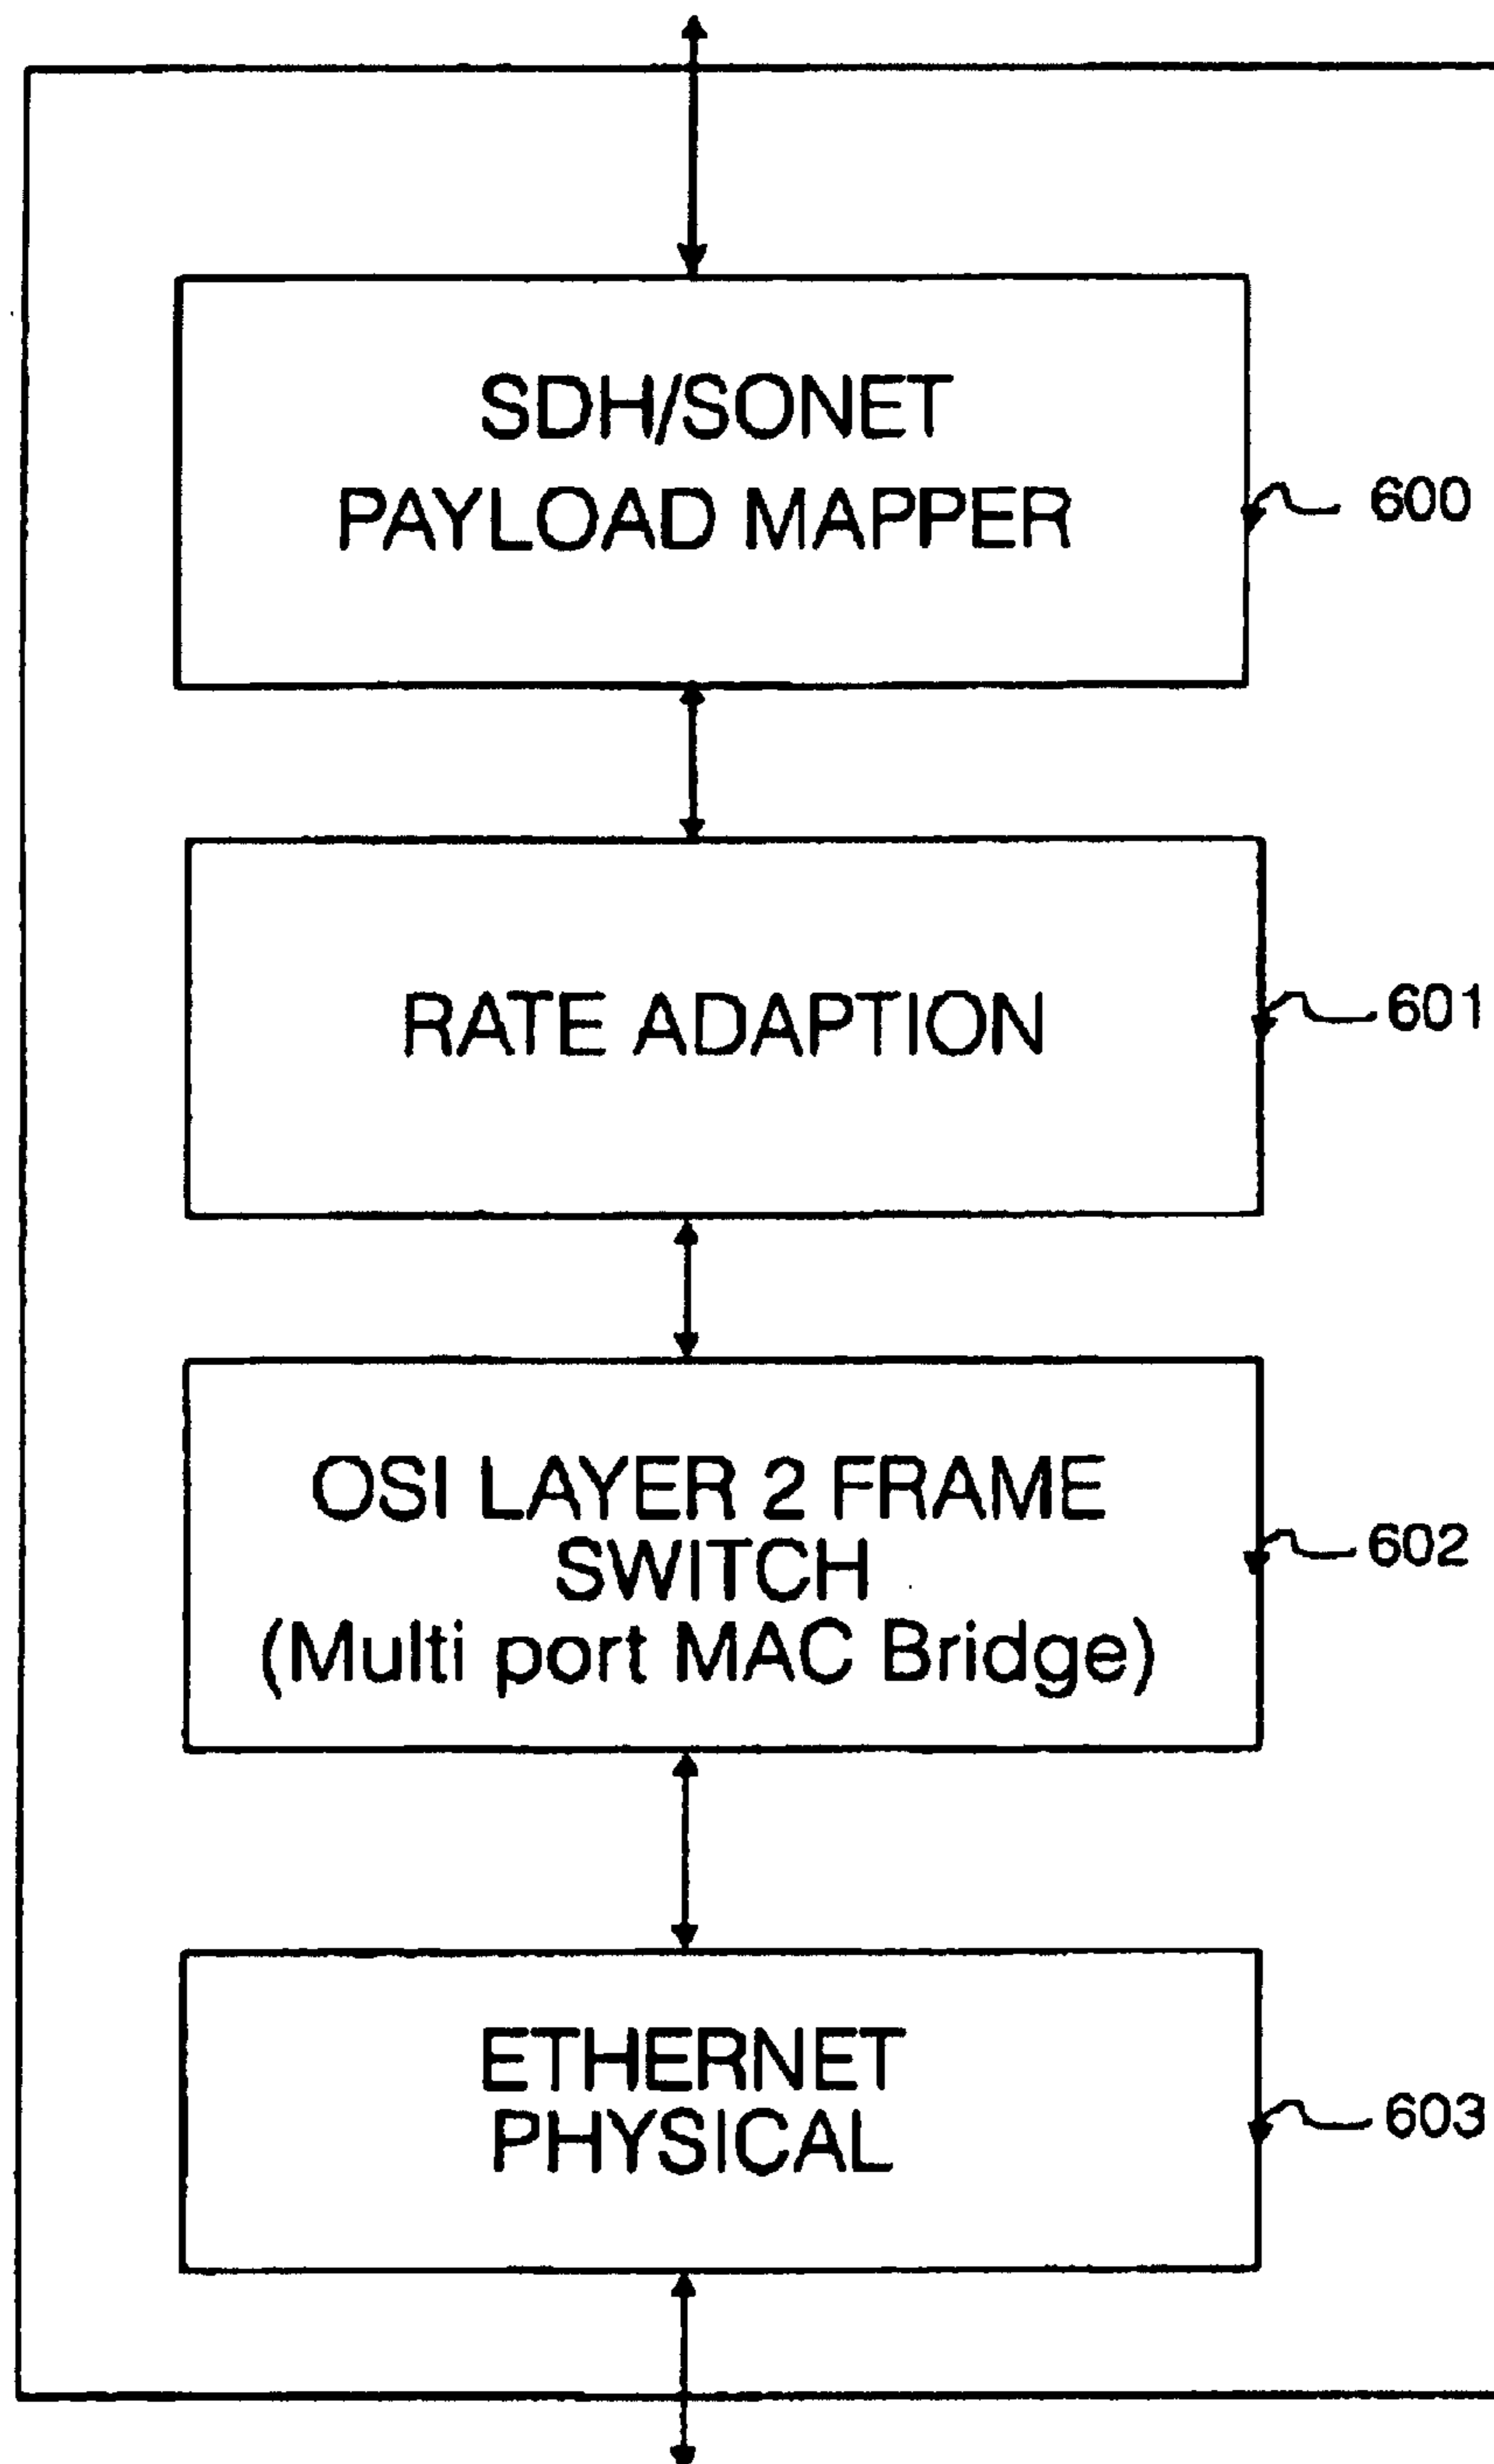 SDH/SONET
PAYLOAD MAPPER
600
RATE ADAPTION
601
OSI LAYER 2 FRAME
SWITCH
(Multi port MAC Bridge)
602
ETHERNET
PHYSICAL
603